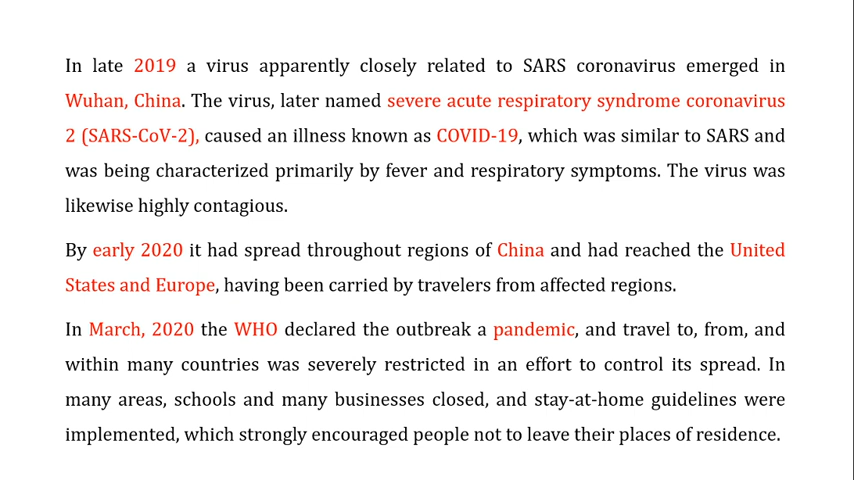 In late 2019 a virus apparently closely related to SARS coronavirus emerged in
Wuhan, China. The virus, later named severe acute respiratory syndrome coronavirus
2 (SARS-CoV-2), caused an illness known as COVID-19, which was similar to SARS and
was being characterized primarily by fever and respiratory symptoms. The virus was
likewise highly contagious.
By early 2020 it had spread throughout regions of China and had reached the United
States and Europe, having been carried by travelers from affected regions.
In March, 2020 the WHO declared the outbreak a pandemic, and travel to, from, and
within many countries was severely restricted in an effort to control its spread. In
many areas, schools and many businesses closed, and stay-at-home guidelines were
implemented, which strongly encouraged people not to leave their places of residence.